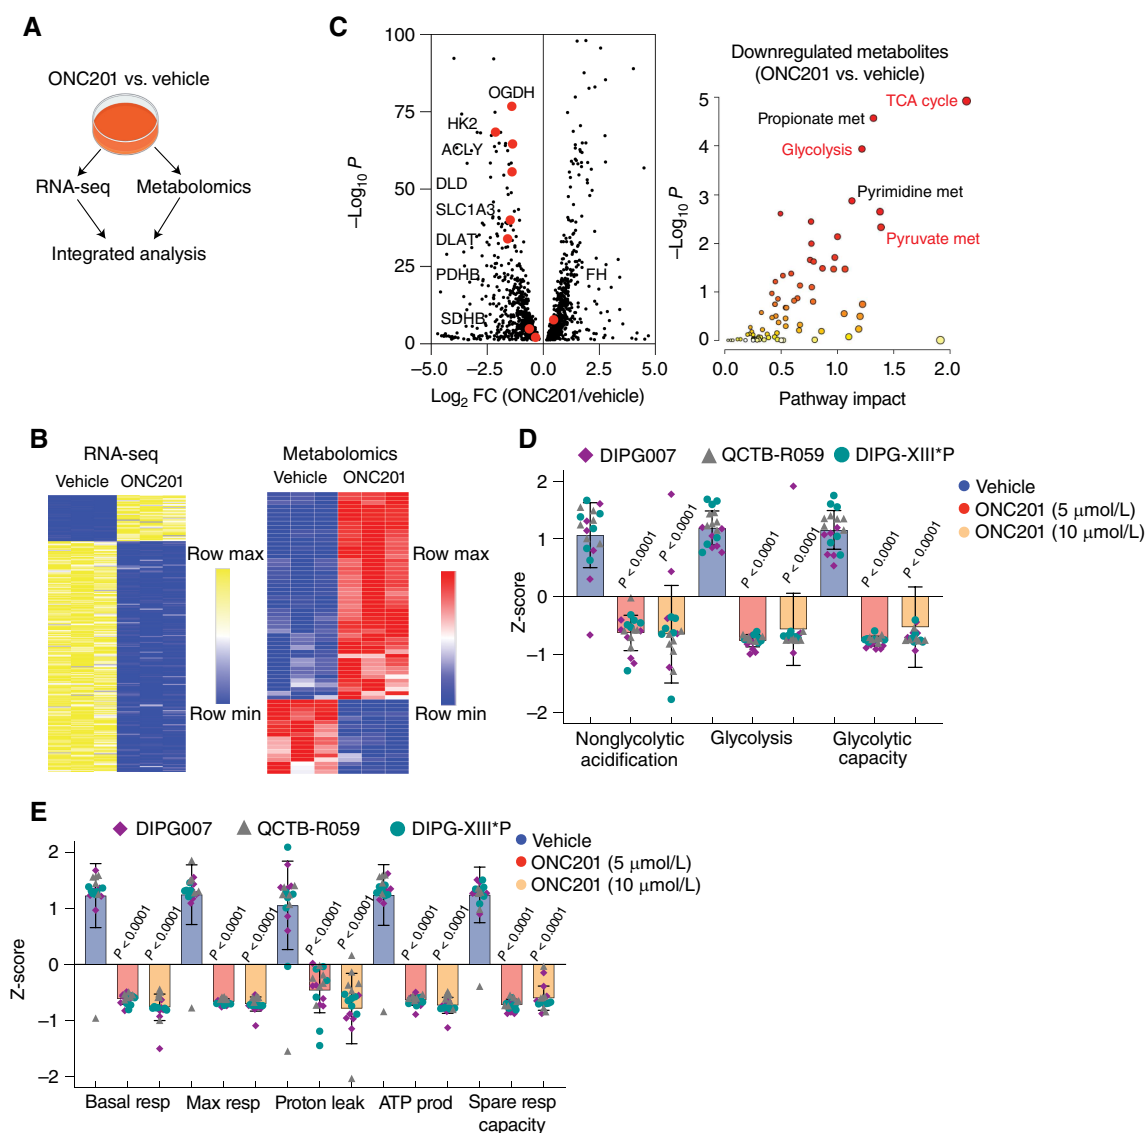 A
ONC201 vs. vehicle
RNA-seq
Metabolomics
Integrated analysis
C
100
75
50
25
0
−Log10 P
OGDH
HK2
ACLY
DLD
SLC1A3
DLAT
PDHB
SDHB
FH
−5.0
−2.5
0.0
2.5
5.0
Log2 FC (ONC201/vehicle)
Downregulated metabolites
(ONC201 vs. vehicle)
5
4
3
2
1
0
−Log10 P
TCA cycle
Propionate met
Glycolysis
Pyrimidine met
Pyruvate met
0.0
0.5
1.0
1.5
2.0
Pathway impact
B
RNA-seq
Vehicle
ONC201
Row max
Row min
Metabolomics
Vehicle
ONC201
Row max
Row min
D
DIPG007
QCTB-R059
DIPG-XIII*P
Vehicle
ONC201 (5 μmol/L)
ONC201 (10 μmol/L)
2
1
0
−1
−2
Z-score
P < 0.0001
P < 0.0001
P < 0.0001
P < 0.0001
P < 0.0001
P < 0.0001
Nonglycolytic
acidification
Glycolysis
Glycolytic
capacity
E
DIPG007
QCTB-R059
DIPG-XIII*P
Vehicle
ONC201 (5 μmol/L)
ONC201 (10 μmol/L)
2
1
0
−1
−2
Z-score
P < 0.0001
P < 0.0001
P < 0.0001
P < 0.0001
P < 0.0001
P < 0.0001
P < 0.0001
P < 0.0001
P < 0.0001
P < 0.0001
Basal resp
Max resp
Proton leak
ATP prod
Spare resp
capacity